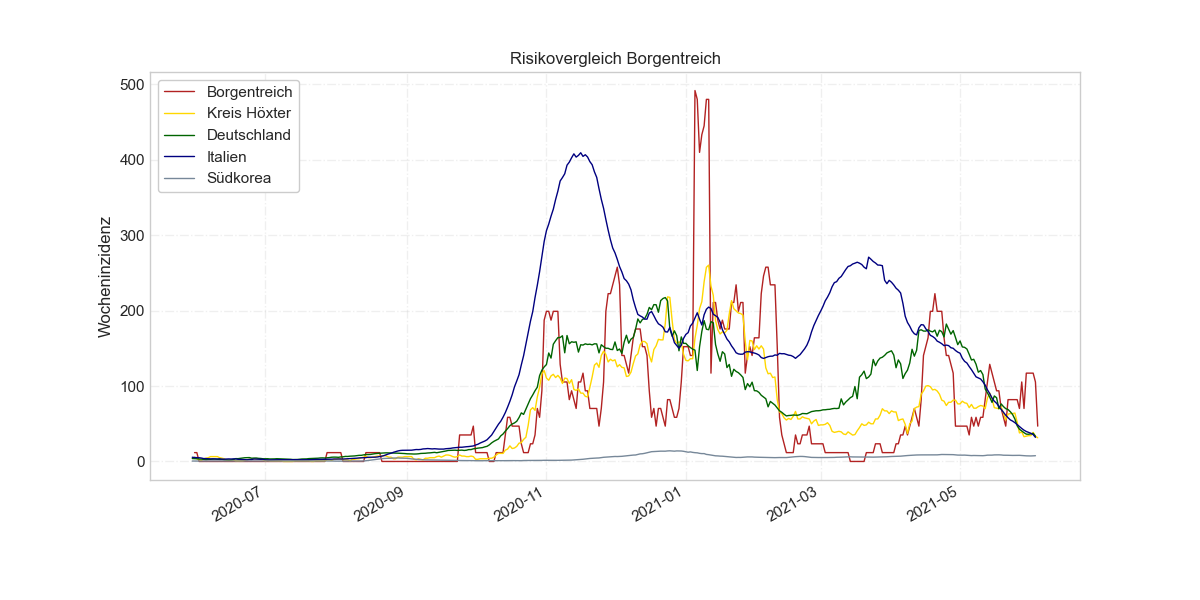 Risikovergleich Borgentreich
Wocheninzidenz
500
400
300
200
100
0
Borgentreich
Kreis Höxter
Deutschland
Italien
Südkorea
2020-07
2020-09
2020-11
2021-01
2021-03
2021-05